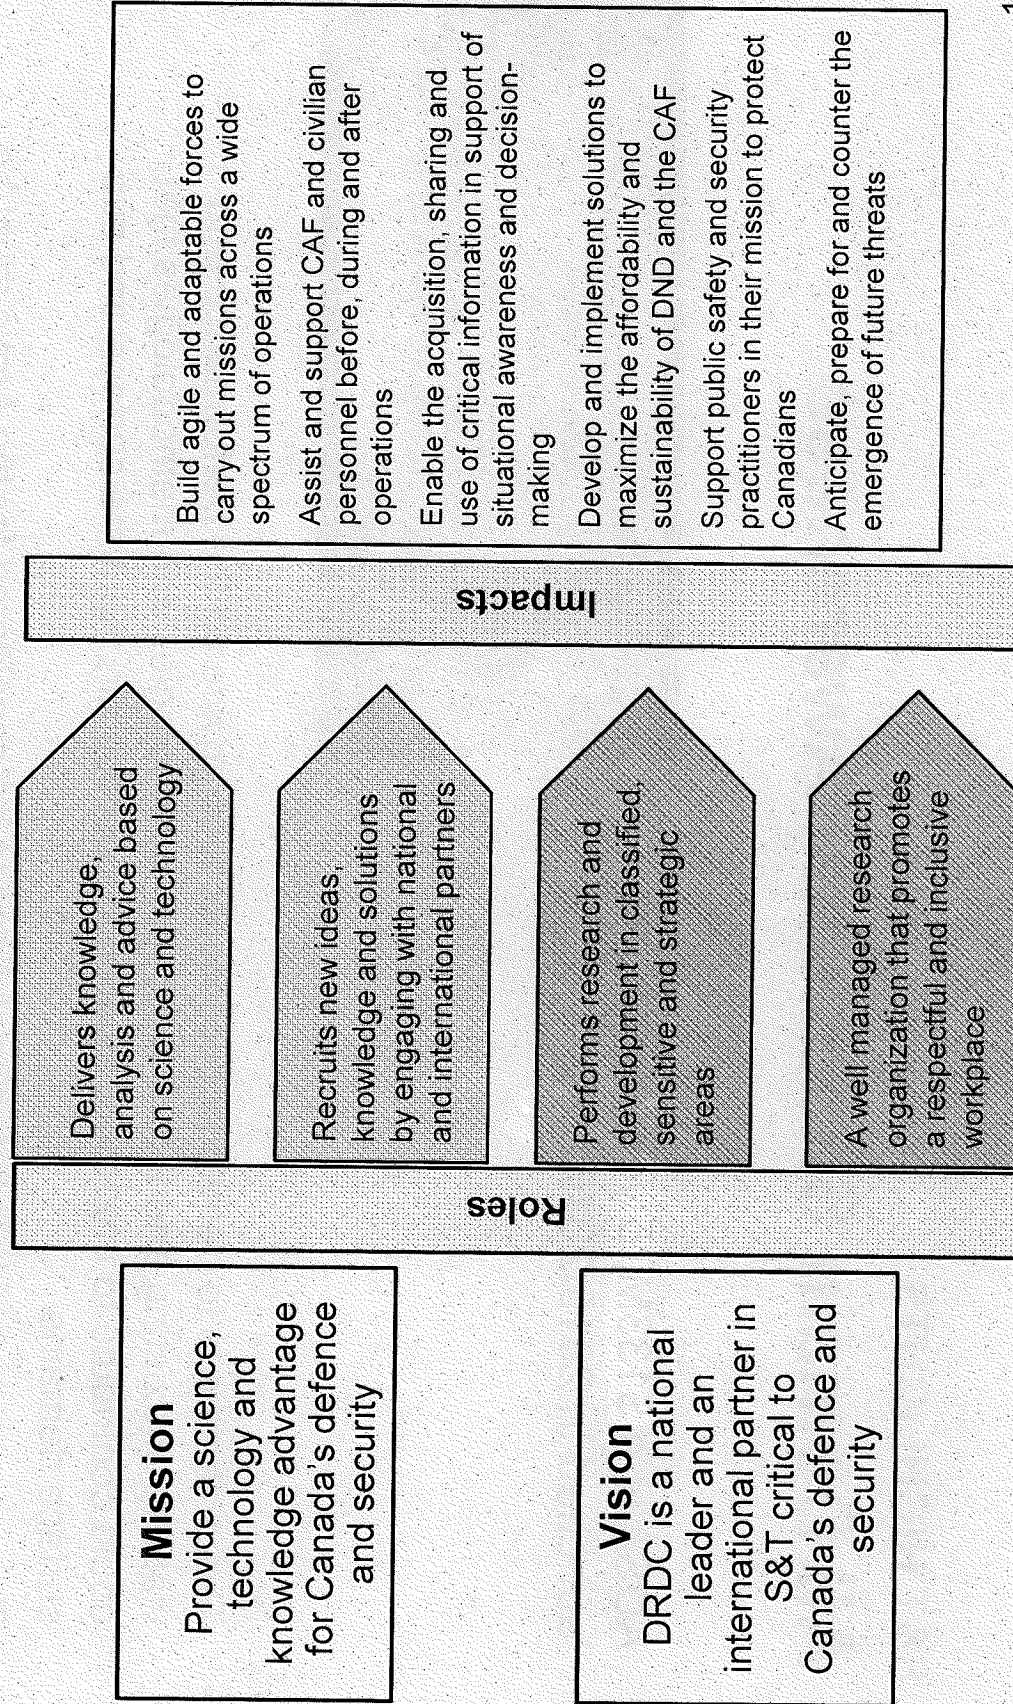 Mission
Provide a science,
technology and
knowledge advantage
for Canada's defence
and security
Vision
DRDC is a national
leader and an
international partner in
S&T critical to
Canada's defence and
security
Roles
Delivers knowledge,
analysis and advice based
on science and technology
Recruits new ideas,
knowledge and solutions
by engaging with national
and international partners
Performs research and
development in classified,
sensitive and strategic
areas
A well managed research
organization that promotes
a respectful and inclusive
workplace
Impacts
Build agile and adaptable forces to
carry out missions across a wide
spectrum of operations
Assist and support CAF and civilian
personnel before, during and after
operations
Enable the acquisition, sharing and
use of critical information in support of
situational awareness and decision-
making
Develop and implement solutions to
maximize the affordability and
sustainability of DND and the CAF
Support public safety and security
practitioners in their mission to protect
Canadians
Anticipate, prepare for and counter the
emergence of future threats